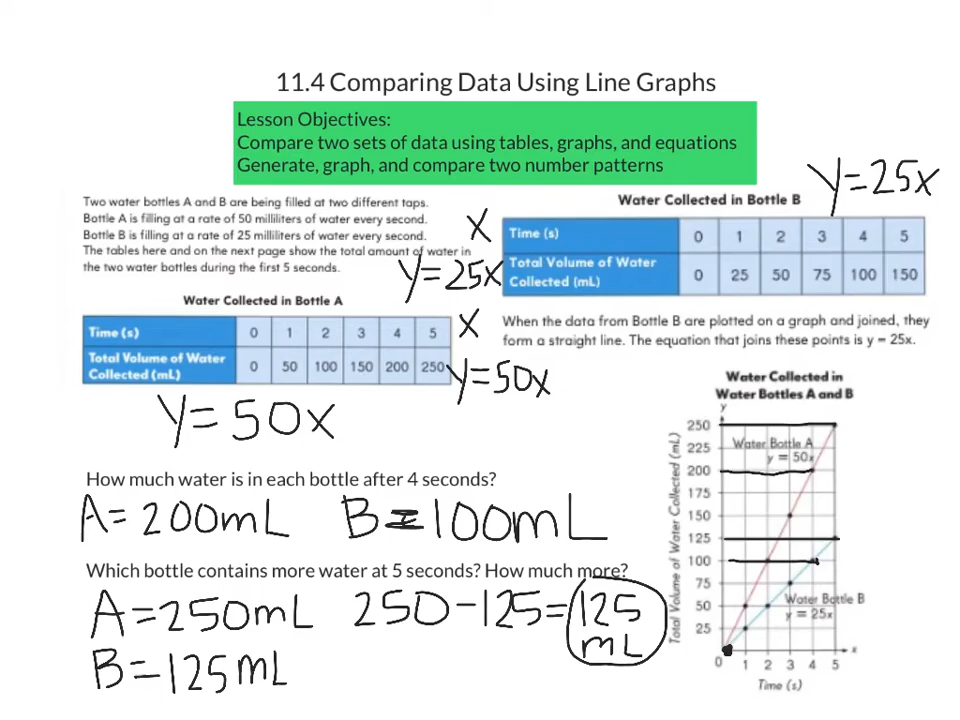 11.4 Comparing Data Using Line Graphs
Lesson Objectives:
Compare two sets of data using tables, graphs, and equations
Generate, graph, and compare two number patterns
Two water bottles A and B are being filled at two different taps.
Bottle A is filling at a rate of 50 milliliters of water every second.
Bottle B is filling at a rate of 25 milliliters of water every second.
The tables here and on the next page show the total amount of water in
the two water bottles during the first 5 seconds.
y=25x
Water Collected in Bottle B
x
Time (s) 0 1 2 3 4 5
y=25x
Total Volume of Water
Collected (mL) 0 25 50 75 100 150
Water Collected in Bottle A
Time (s) 0 1 2 3 4 5
x
Total Volume of Water
Collected (mL) 0 50 100 150 200 250
y=50x
y=50x
When the data from Bottle B are plotted on a graph and joined, they
form a straight line. The equation that joins these points is y = 25x.
How much water is in each bottle after 4 seconds?
A=200mL B=100mL
Which bottle contains more water at 5 seconds? How much more?
A=250mL 250-125=125
mL
B=125mL
Water Collected in
Water Bottles A and B
y
Total Volume of Water Collected (mL)
250
225
200
175
150
125
100
75
50
25
Water Bottle A
y = 50x
Water Bottle B
y = 25x
0 1 2 3 4 5
x
Time (s)